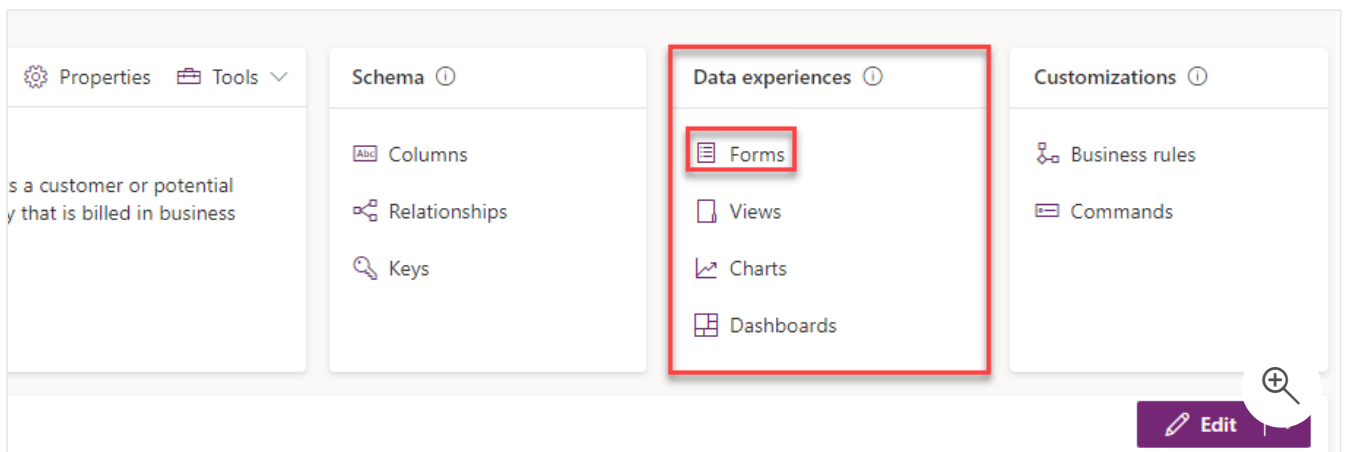 Properties
Tools
s a customer or potential
y that is billed in business
Schema
Abc Columns
Relationships
Keys
Data experiences
Forms
Views
Charts
Dashboards
Customizations
Business rules
Commands
Edit